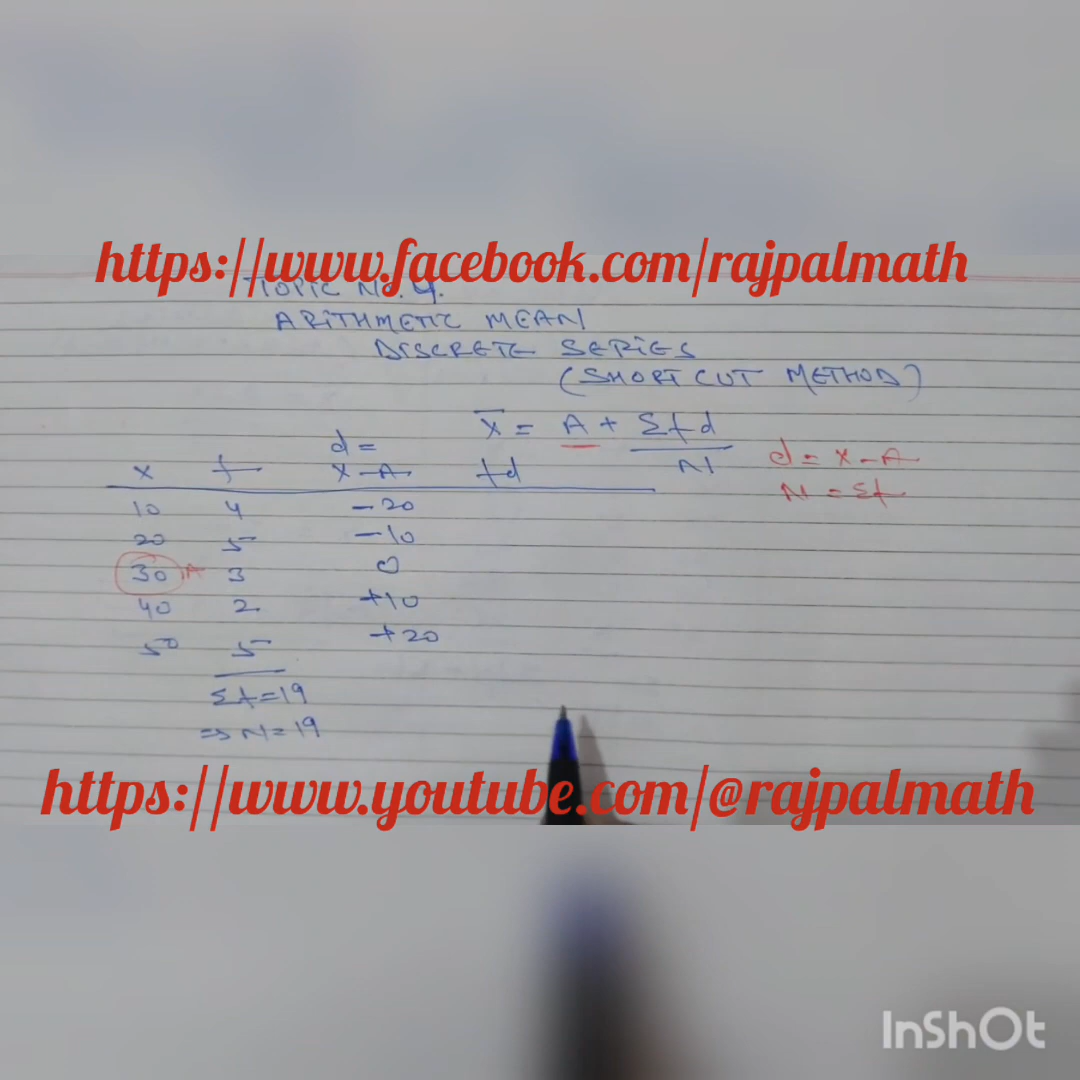 https://www.facebook.com/rajpalmath
TOPIC NO. 4.
ARITHMETIC MEAN
DISCRETE SERIES
(SHORT CUT METHOD)
X̄ = A + Σfd / N
d = X - A
N = Σf
d =
X f X - A fd
10 4 - 20
20 5 - 10
30 A 3 0
40 2 + 10
50 5 + 20
Σf = 19
⇒ N = 19
https://www.youtube.com/@rajpalmath
InShOt